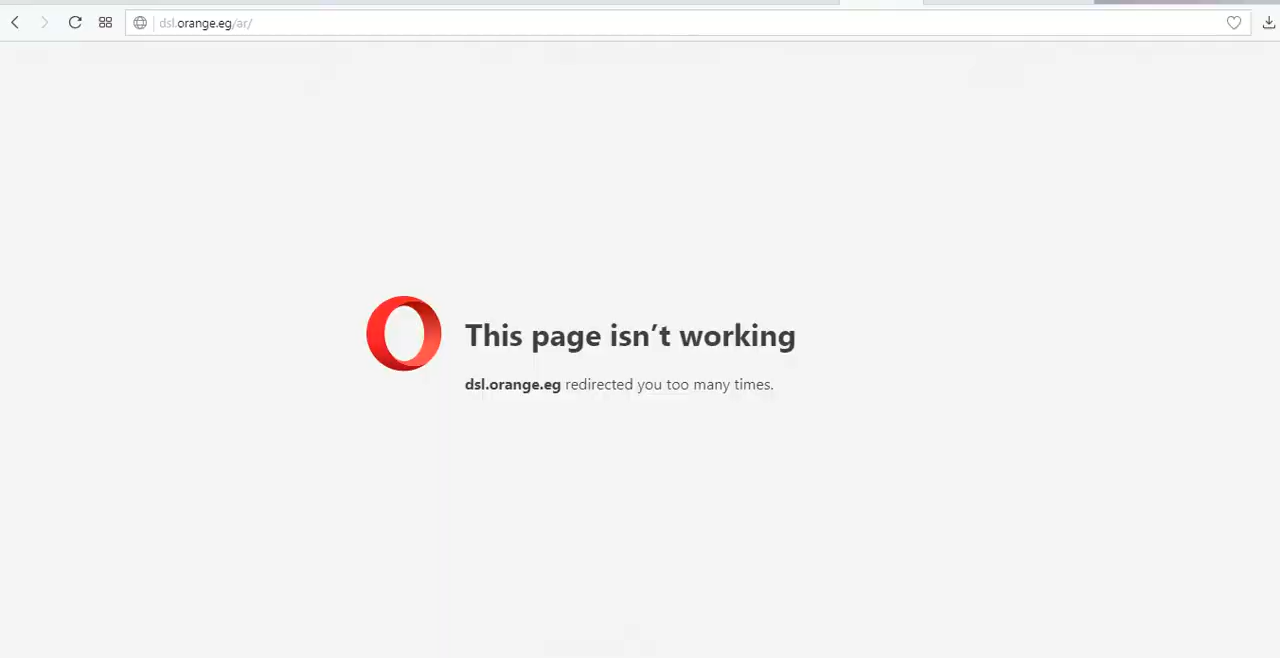 dsl.orange.eg/ar/
This page isn’t working
dsl.orange.eg redirected you too many times.